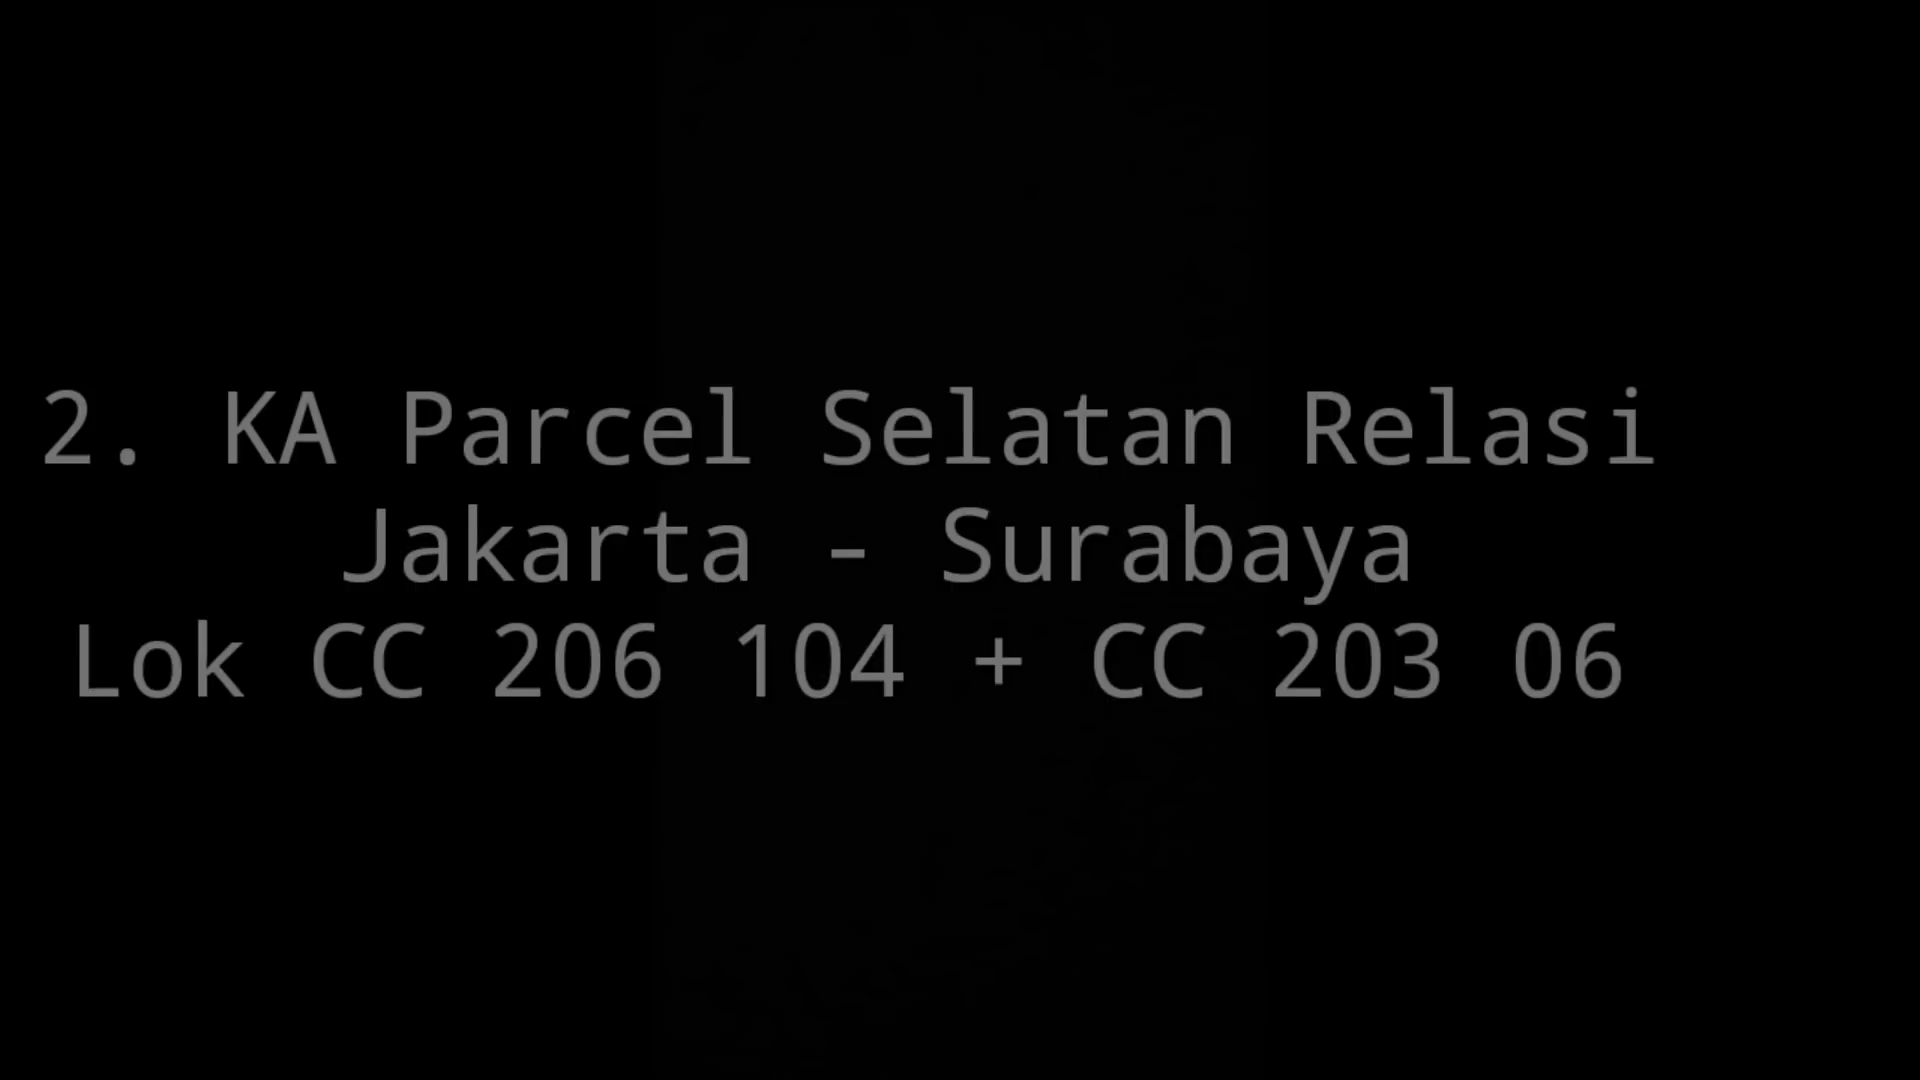 2. KA Parcel Selatan Relasi
Jakarta - Surabaya
Lok CC 206 104 + CC 203 06